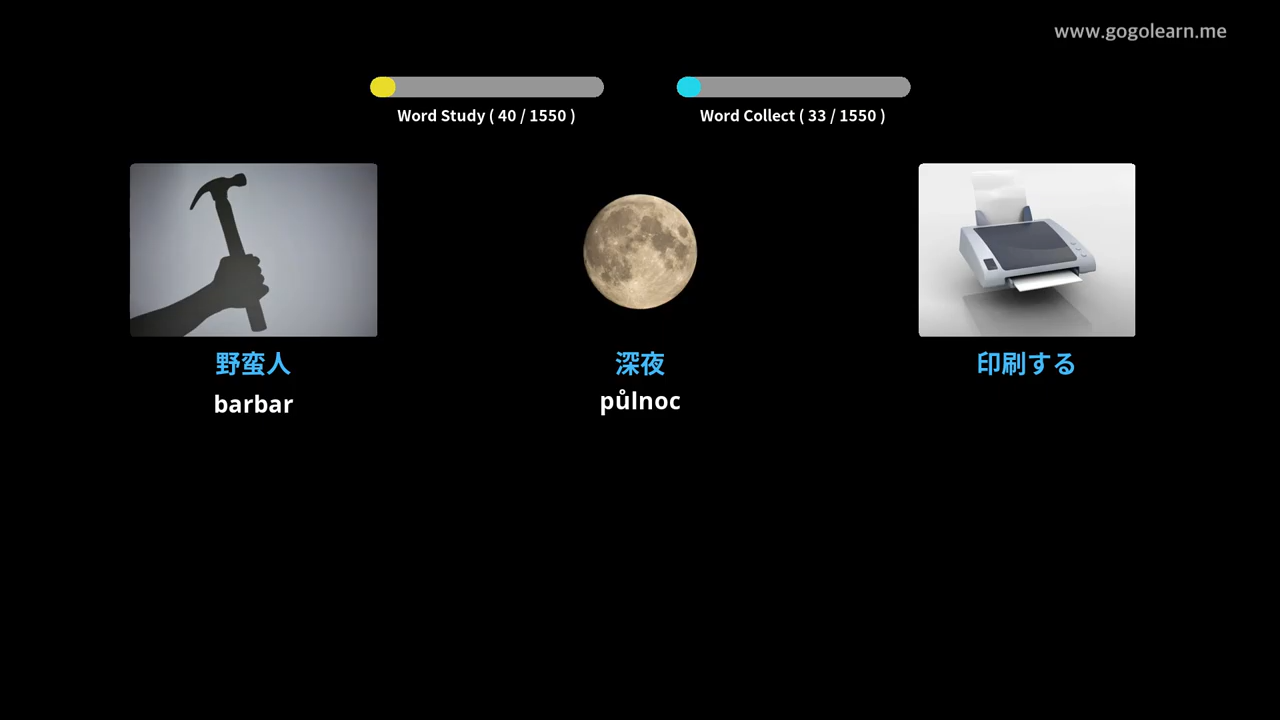 www.gogolearn.me
Word Study ( 40 / 1550 )
Word Collect ( 33 / 1550 )
野蛮人
深夜
印刷する
barbar
půlnoc